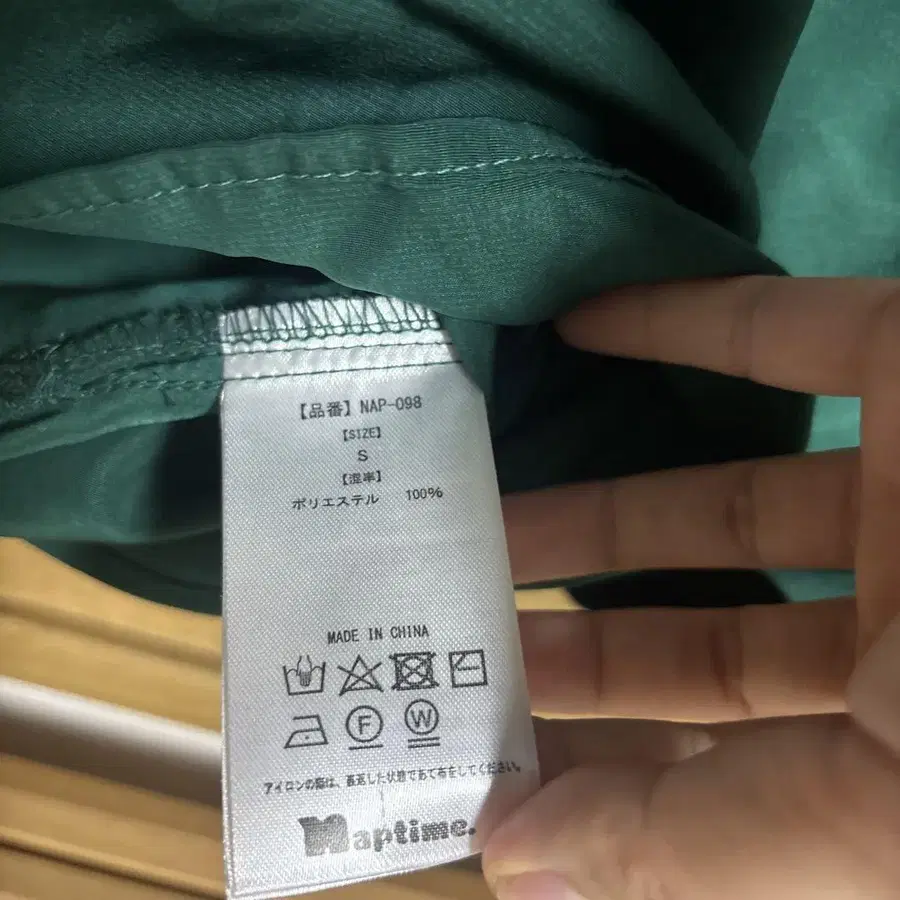 【品番】NAP-098
【SIZE】
S
【混率】
ポリエステル 100%
MADE IN CHINA
F W
アイロンの際は、裏返した状態であて布をしてください。
Naptime.